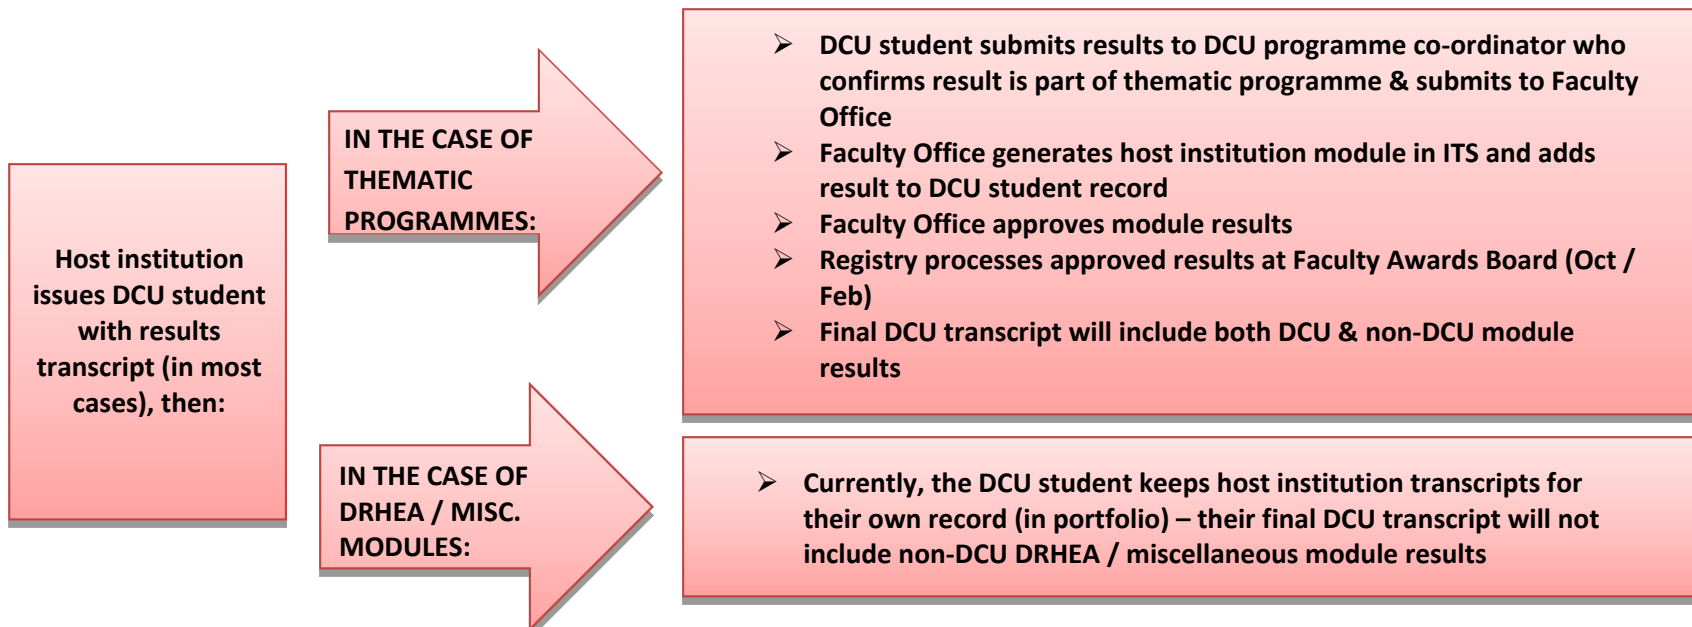 Host institution
issues DCU student
with results
transcript (in most
cases), then:
IN THE CASE OF
THEMATIC
PROGRAMMES:
➢ DCU student submits results to DCU programme co-ordinator who
confirms result is part of thematic programme & submits to Faculty
Office
➢ Faculty Office generates host institution module in ITS and adds
result to DCU student record
➢ Faculty Office approves module results
➢ Registry processes approved results at Faculty Awards Board (Oct /
Feb)
➢ Final DCU transcript will include both DCU & non-DCU module
results
IN THE CASE OF
DRHEA / MISC.
MODULES:
➢ Currently, the DCU student keeps host institution transcripts for
their own record (in portfolio) – their final DCU transcript will not
include non-DCU DRHEA / miscellaneous module results